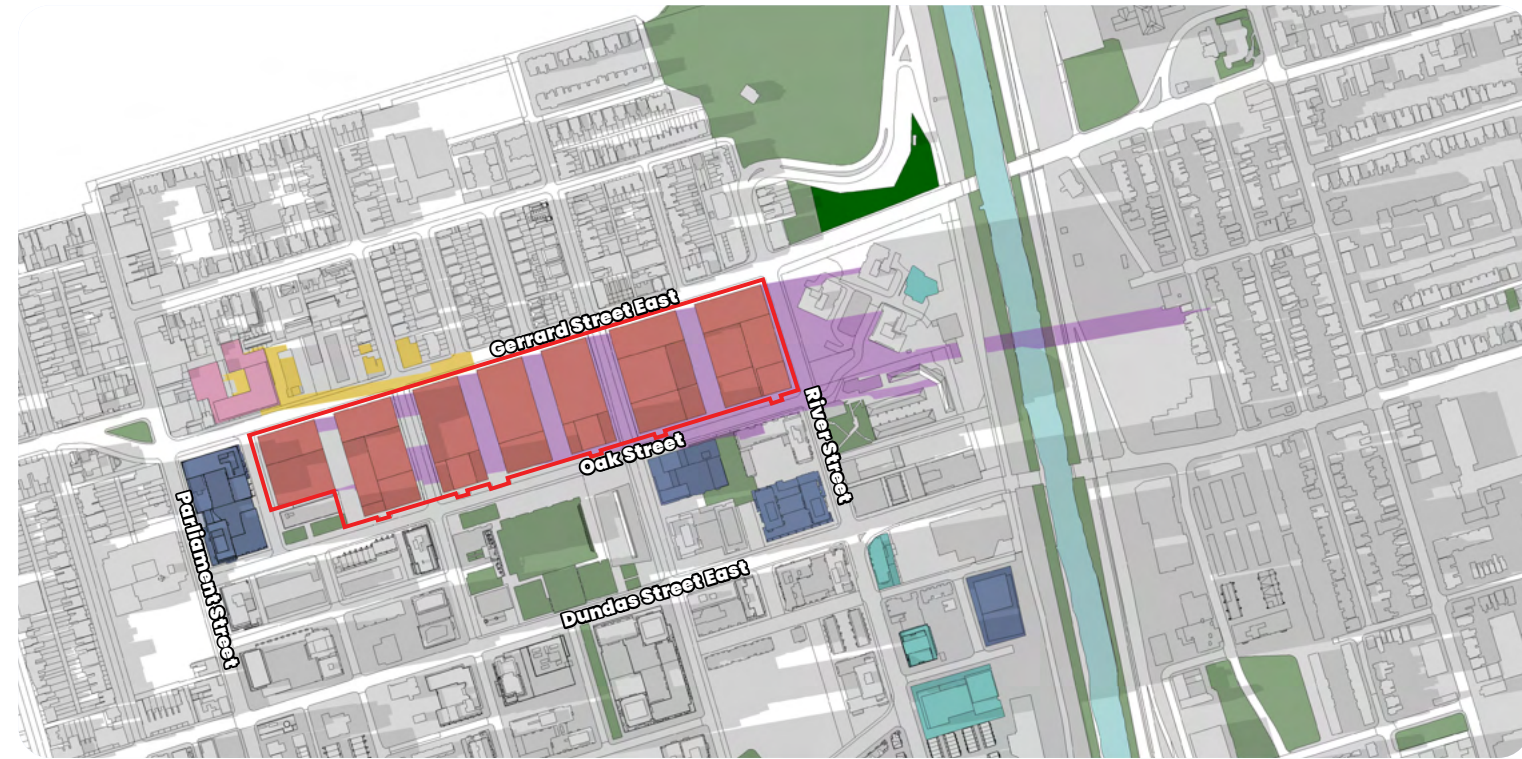 Gerrard Street East
River Street
Oak Street
Parliament Street
Dundas Street East